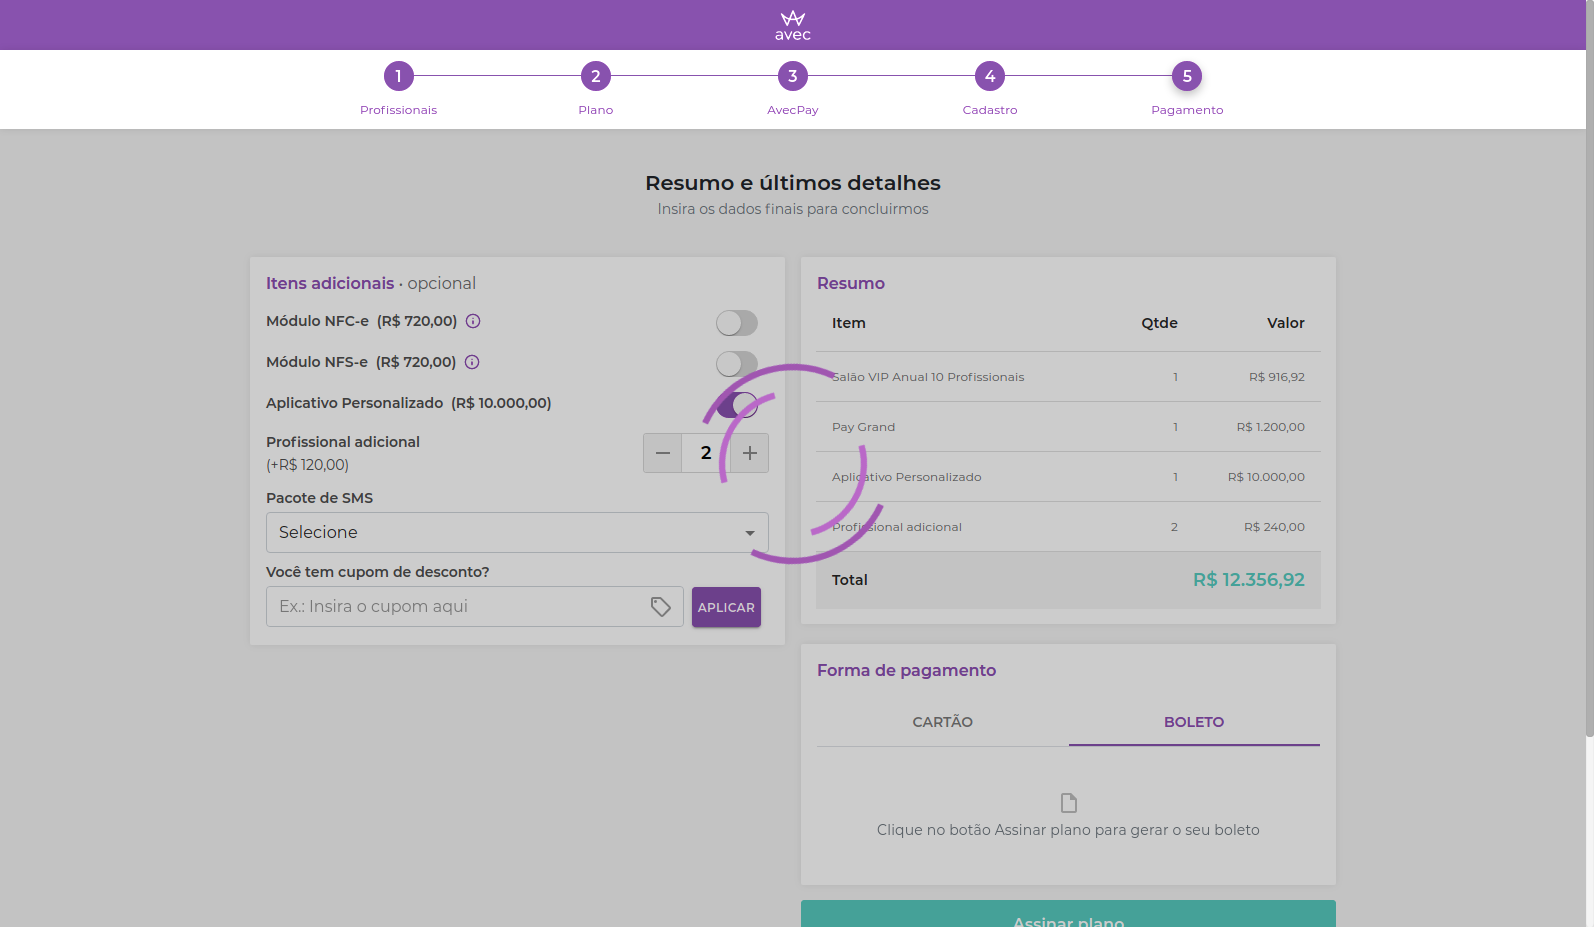 avec
1
2
3
4
5
Profissionais
Plano
AvecPay
Cadastro
Pagamento
Resumo e últimos detalhes
Insira os dados finais para concluirmos
Itens adicionais • opcional
Módulo NFC-e (R$ 720,00)
Módulo NFS-e (R$ 720,00)
Aplicativo Personalizado (R$ 10.000,00)
Profissional adicional
(+R$ 120,00)
2
Pacote de SMS
Selecione
Você tem cupom de desconto?
Ex.: Insira o cupom aqui
APLICAR
Resumo
Item Qtde Valor
Salão VIP Anual 10 Profissionais 1 R$ 916,92
Pay Grand 1 R$ 1.200,00
Aplicativo Personalizado 1 R$ 10.000,00
Profissional adicional 2 R$ 240,00
Total R$ 12.356,92
Forma de pagamento
CARTÃO BOLETO
Clique no botão Assinar plano para gerar o seu boleto
Assinar plano